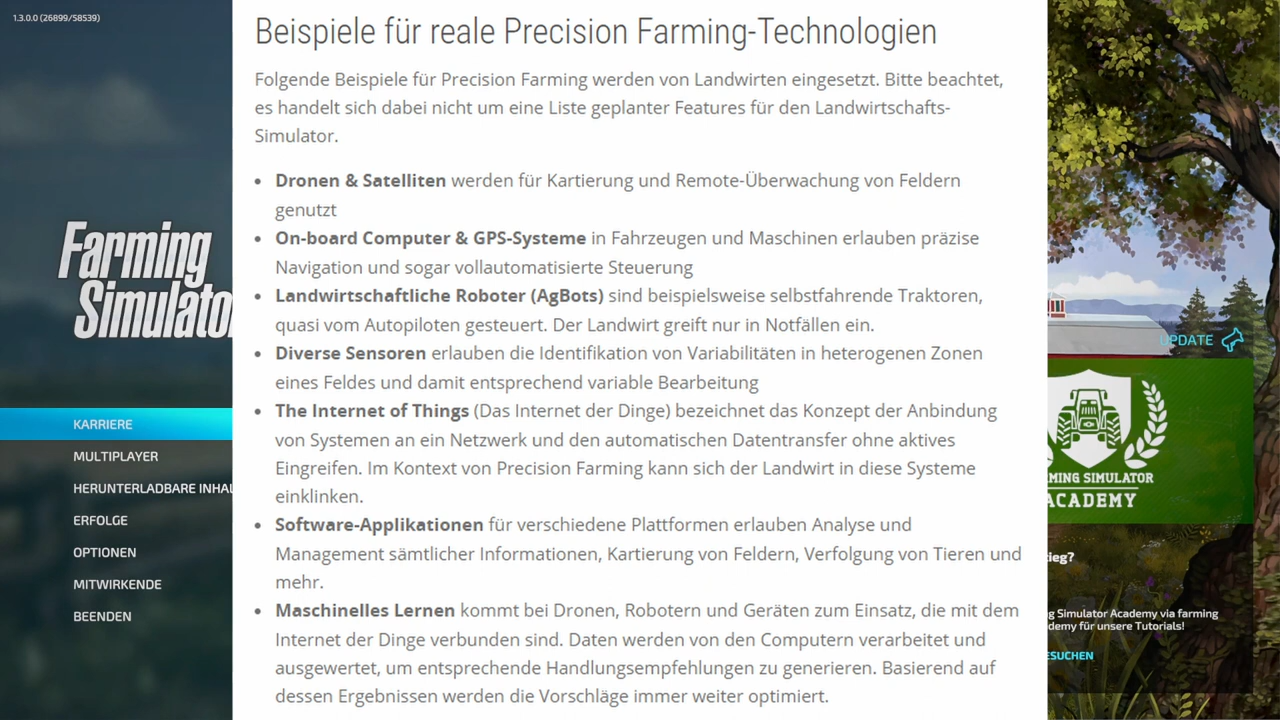 1.3.0.0 (26899/58539)
Beispiele für reale Precision Farming-Technologien
Folgende Beispiele für Precision Farming werden von Landwirten eingesetzt. Bitte beachtet,
es handelt sich dabei nicht um eine Liste geplanter Features für den Landwirtschafts-
Simulator.
• Dronen & Satelliten werden für Kartierung und Remote-Überwachung von Feldern
genutzt
• On-board Computer & GPS-Systeme in Fahrzeugen und Maschinen erlauben präzise
Navigation und sogar vollautomatisierte Steuerung
• Landwirtschaftliche Roboter (AgBots) sind beispielsweise selbstfahrende Traktoren,
quasi vom Autopiloten gesteuert. Der Landwirt greift nur in Notfällen ein.
• Diverse Sensoren erlauben die Identifikation von Variabilitäten in heterogenen Zonen
eines Feldes und damit entsprechend variable Bearbeitung
• The Internet of Things (Das Internet der Dinge) bezeichnet das Konzept der Anbindung
von Systemen an ein Netzwerk und den automatischen Datentransfer ohne aktives
Eingreifen. Im Kontext von Precision Farming kann sich der Landwirt in diese Systeme
einklinken.
• Software-Applikationen für verschiedene Plattformen erlauben Analyse und
Management sämtlicher Informationen, Kartierung von Feldern, Verfolgung von Tieren und
mehr.
• Maschinelles Lernen kommt bei Dronen, Robotern und Geräten zum Einsatz, die mit dem
Internet der Dinge verbunden sind. Daten werden von den Computern verarbeitet und
ausgewertet, um entsprechende Handlungsempfehlungen zu generieren. Basierend auf
dessen Ergebnissen werden die Vorschläge immer weiter optimiert.
Farming
Simulato
KARRIERE
MULTIPLAYER
HERUNTERLADBARE INHAL
ERFOLGE
OPTIONEN
MITWIRKENDE
BEENDEN
UPDATE
MING SIMULATOR
ACADEMY
ieg?
g Simulator Academy via farming
demy für unsere Tutorials!
ESUCHEN